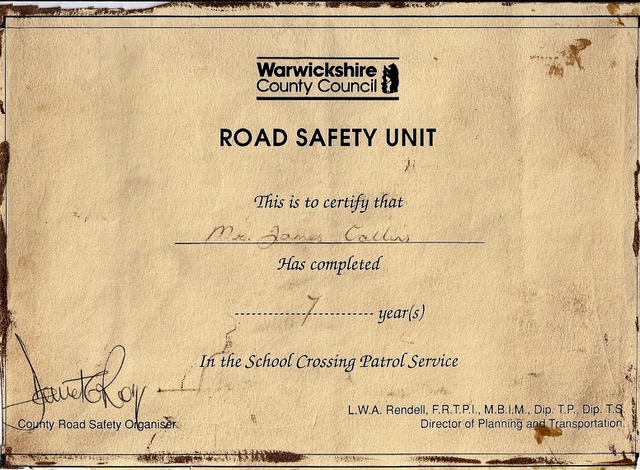 Warwickshire
County Council
ROAD SAFETY UNIT
This is to certify that
Mr. James
Has completed
7 year(s)
In the School Crossing Patrol Service
L.W.A. Rendell, F.R.T.P.I., M.B.I.M., Dip. T.P., Dip. T.S
County Road Safety Organiser
Director of Planning and Transportation.